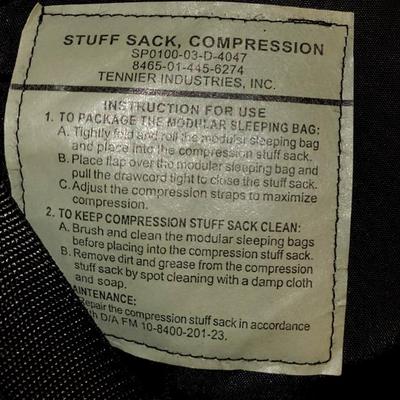 STUFF SACK, COMPRESSION
SP0100-03-D-4047
8465-01-445-6274
TENNIER INDUSTRIES, INC.
INSTRUCTION FOR USE
1. TO PACKAGE THE MODULAR SLEEPING BAG:
A. Tightly fold and roll the modular sleeping bag
and place into the compression stuff sack.
B. Place flap over the modular sleeping bag and
pull the drawcord tight to close the stuff sack.
C. Adjust the compression straps to maximize
compression.
2. TO KEEP COMPRESSION STUFF SACK CLEAN:
A. Brush and clean the modular sleeping bags
before placing into the compression stuff sack.
B. Remove dirt and grease from the compression
stuff sack by spot cleaning with a damp cloth
and soap.
AINTENANCE:
epair the compression stuff sack in accordance
th D/A FM 10-8400-201-23.